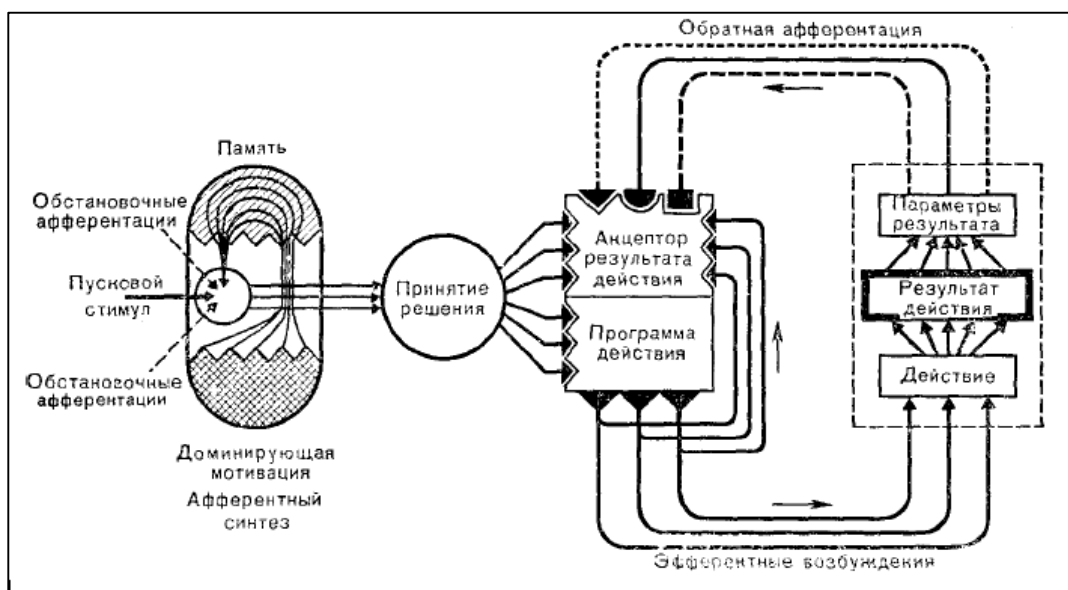 Обратная афферентация
Память
Обстановочные
афферентации
Пусковой
стимул
Обстановочные
афферентации
Доминирующая
мотивация
Афферентный
синтез
Принятие
решения
Акцептор
результата
действия
Программа
действия
Параметры
результата
Результат
действия
Действие
Эфферентные возбуждения